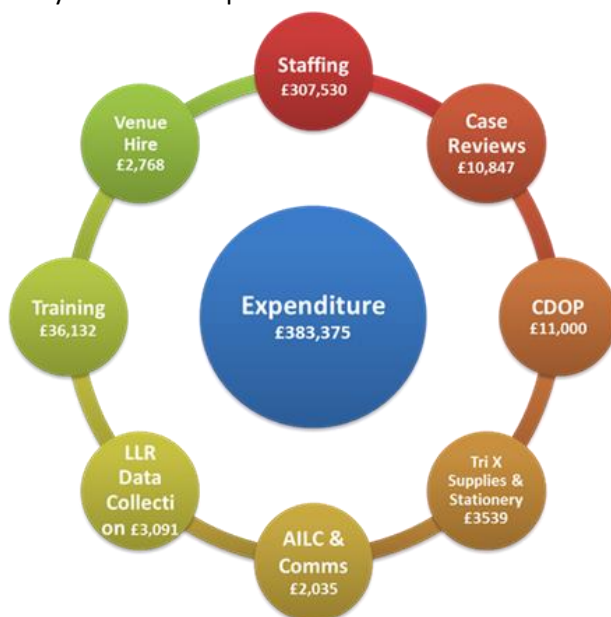 Staffing
£307,530
Case
Reviews
£10,847
CDOP
£11,000
Tri X
Supplies &
Stationery
£3539
AILC &
Comms
£2,035
LLR
Data
Collecti
on £3,091
Training
£36,132
Venue
Hire
£2,768
Expenditure
£383,375